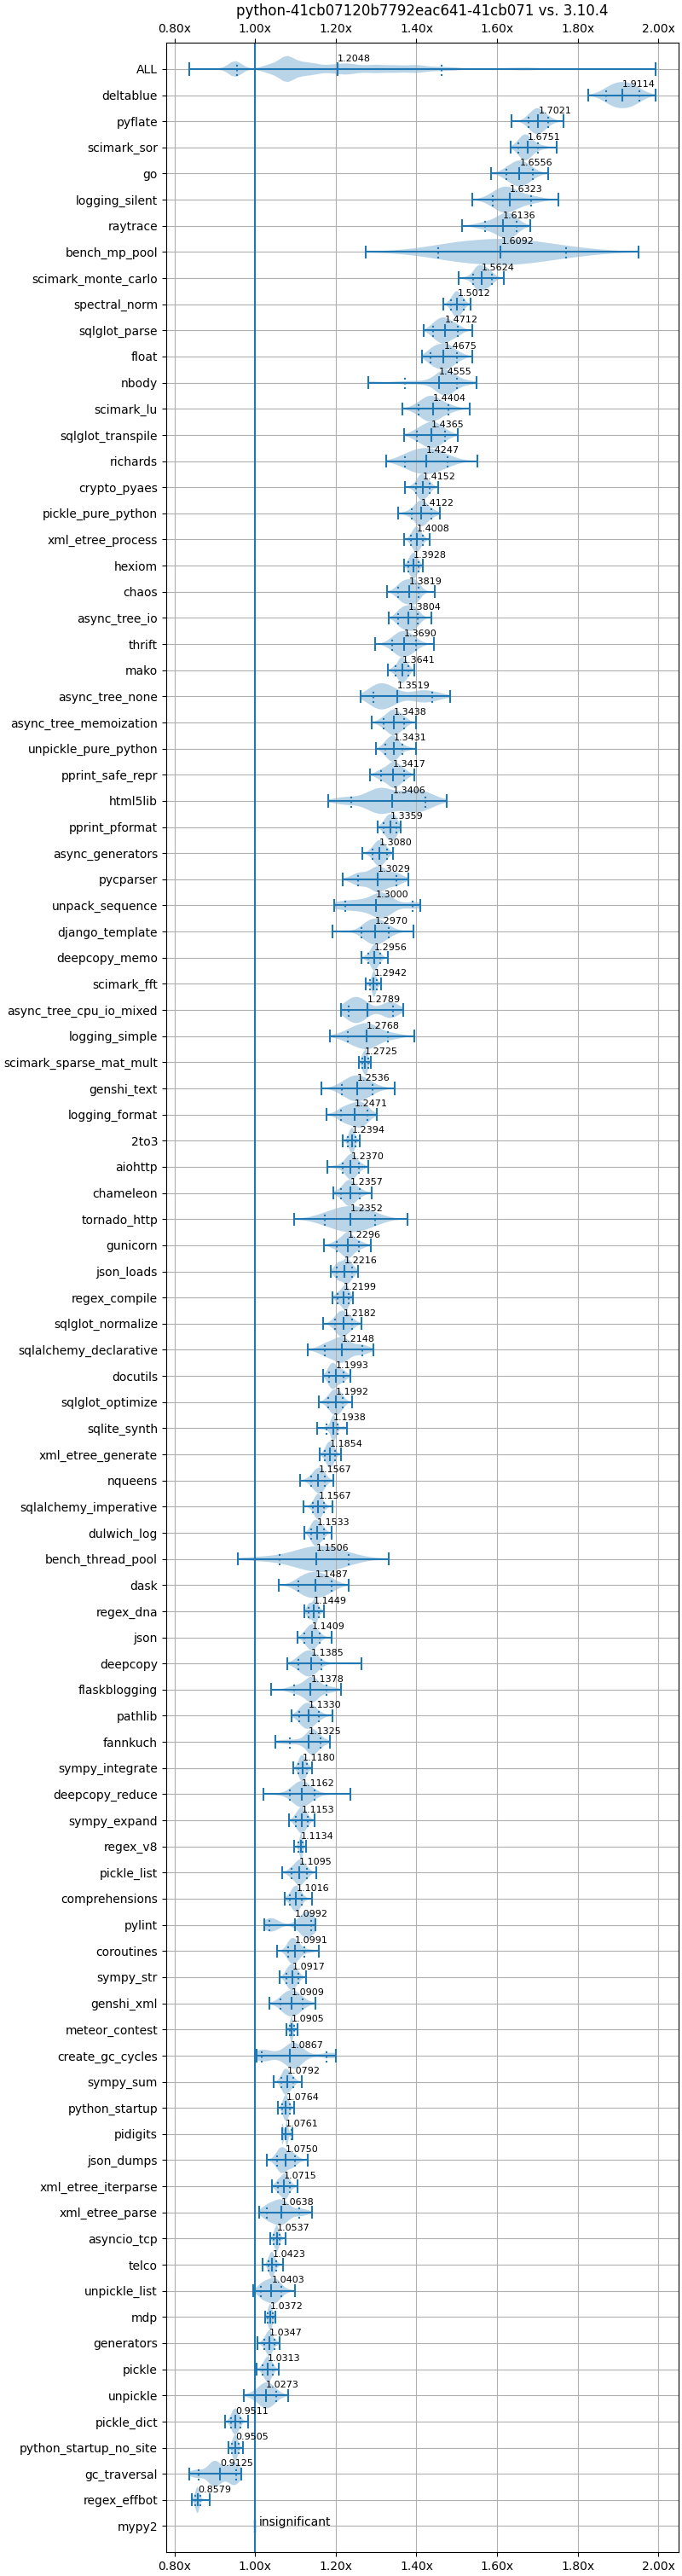 python-41cb07120b7792eac641-41cb071 vs. 3.10.4
0.80x 1.00x 1.20x 1.40x 1.60x 1.80x 2.00x
ALL 1.2048
deltablue 1.9114
pyflate 1.7021
scimark_sor 1.6751
go 1.6556
logging_silent 1.6323
raytrace 1.6136
bench_mp_pool 1.6092
scimark_monte_carlo 1.5624
spectral_norm 1.5012
sqlglot_parse 1.4712
float 1.4675
nbody 1.4555
scimark_lu 1.4404
sqlglot_transpile 1.4365
richards 1.4247
crypto_pyaes 1.4152
pickle_pure_python 1.4122
xml_etree_process 1.4008
hexiom 1.3928
chaos 1.3819
async_tree_io 1.3804
thrift 1.3690
mako 1.3641
async_tree_none 1.3519
async_tree_memoization 1.3438
unpickle_pure_python 1.3431
pprint_safe_repr 1.3417
html5lib 1.3406
pprint_pformat 1.3359
async_generators 1.3080
pycparser 1.3029
unpack_sequence 1.3000
django_template 1.2970
deepcopy_memo 1.2956
scimark_fft 1.2942
async_tree_cpu_io_mixed 1.2789
logging_simple 1.2768
scimark_sparse_mat_mult 1.2725
genshi_text 1.2536
logging_format 1.2471
2to3 1.2394
aiohttp 1.2370
chameleon 1.2357
tornado_http 1.2352
gunicorn 1.2296
json_loads 1.2216
regex_compile 1.2199
sqlglot_normalize 1.2182
sqlalchemy_declarative 1.2148
docutils 1.1993
sqlglot_optimize 1.1992
sqlite_synth 1.1938
xml_etree_generate 1.1854
nqueens 1.1567
sqlalchemy_imperative 1.1567
dulwich_log 1.1533
bench_thread_pool 1.1506
dask 1.1487
regex_dna 1.1449
json 1.1409
deepcopy 1.1385
flaskblogging 1.1378
pathlib 1.1330
fannkuch 1.1325
sympy_integrate 1.1180
deepcopy_reduce 1.1162
sympy_expand 1.1153
regex_v8 1.1134
pickle_list 1.1095
comprehensions 1.1016
pylint 1.0992
coroutines 1.0991
sympy_str 1.0917
genshi_xml 1.0909
meteor_contest 1.0905
create_gc_cycles 1.0867
sympy_sum 1.0792
python_startup 1.0764
pidigits 1.0761
json_dumps 1.0750
xml_etree_iterparse 1.0715
xml_etree_parse 1.0638
asyncio_tcp 1.0537
telco 1.0423
unpickle_list 1.0403
mdp 1.0372
generators 1.0347
pickle 1.0313
unpickle 1.0273
pickle_dict 0.9511
python_startup_no_site 0.9505
gc_traversal 0.9125
regex_effbot 0.8579
mypy2 insignificant
0.80x 1.00x 1.20x 1.40x 1.60x 1.80x 2.00x